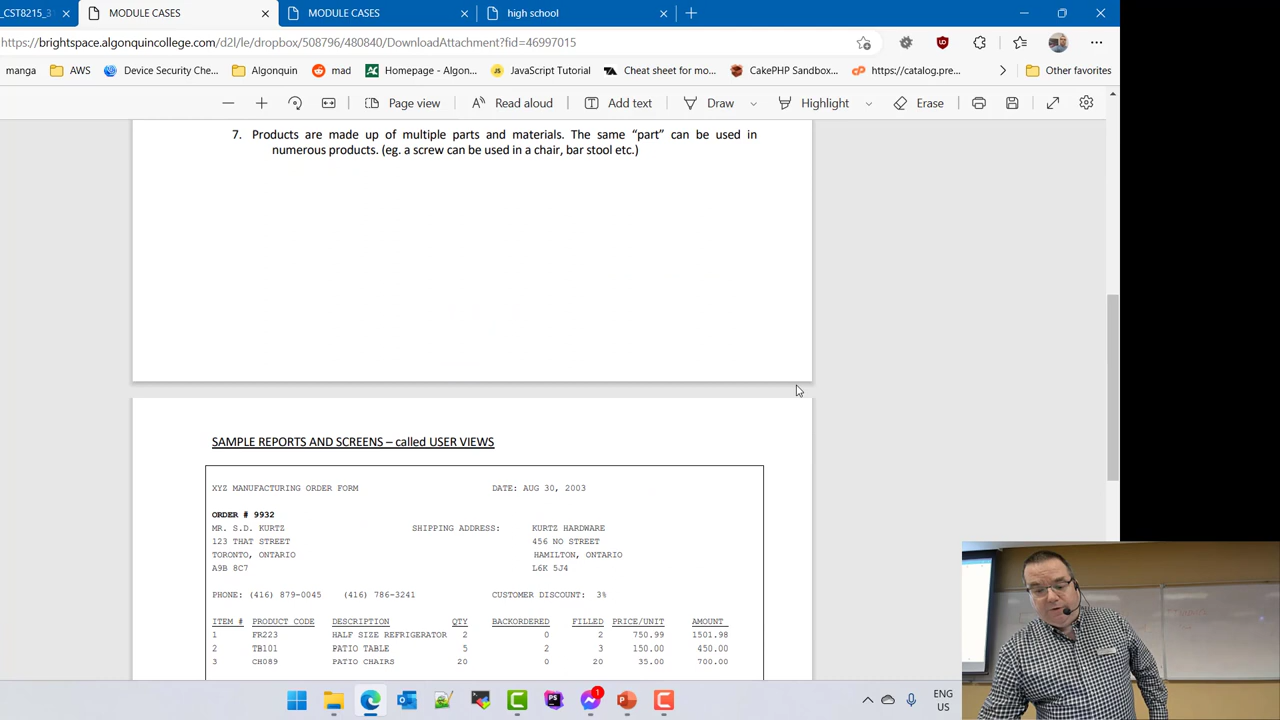 _CST8215_3
MODULE CASES
MODULE CASES
high school
https://brightspace.algonquincollege.com/d2l/le/dropbox/508796/480840/DownloadAttachment?fid=46997015
manga
AWS
Device Security Che...
Algonquin
mad
Homepage - Algon...
JavaScript Tutorial
Cheat sheet for mo...
CakePHP Sandbox...
https://catalog.pre...
Other favorites
Page view
Read aloud
Add text
Draw
Highlight
Erase
7. Products are made up of multiple parts and materials. The same “part” can be used in
numerous products. (eg. a screw can be used in a chair, bar stool etc.)
SAMPLE REPORTS AND SCREENS – called USER VIEWS
XYZ MANUFACTURING ORDER FORM DATE: AUG 30, 2003
ORDER # 9932
MR. S.D. KURTZ SHIPPING ADDRESS: KURTZ HARDWARE
123 THAT STREET 456 NO STREET
TORONTO, ONTARIO HAMILTON, ONTARIO
A9B 8C7 L6K 5J4
PHONE: (416) 879-0045 (416) 786-3241 CUSTOMER DISCOUNT: 3%
ITEM # PRODUCT CODE DESCRIPTION QTY BACKORDERED FILLED PRICE/UNIT AMOUNT
1 FR223 HALF SIZE REFRIGERATOR 2 0 2 750.99 1501.98
2 TB101 PATIO TABLE 5 2 3 150.00 450.00
3 CH089 PATIO CHAIRS 20 0 20 35.00 700.00
1
ENG
US